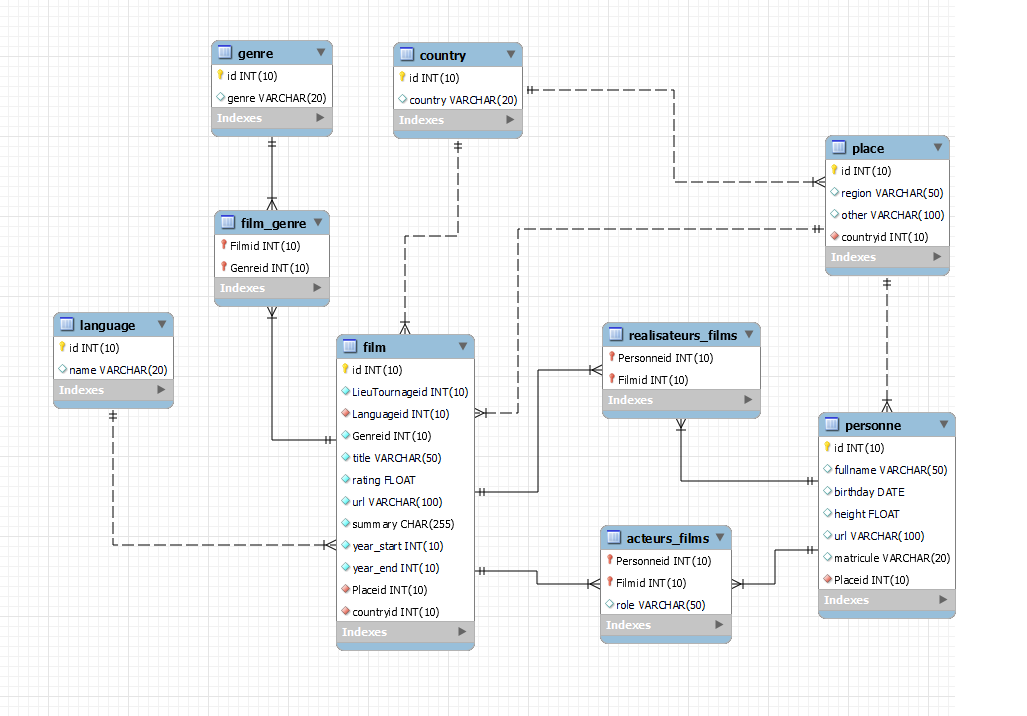 genre
id INT(10)
genre VARCHAR(20)
Indexes
country
id INT(10)
country VARCHAR(20)
Indexes
place
id INT(10)
region VARCHAR(50)
other VARCHAR(100)
countryid INT(10)
Indexes
film_genre
Filmid INT(10)
Genreid INT(10)
Indexes
language
id INT(10)
name VARCHAR(20)
Indexes
film
id INT(10)
LieuTournageid INT(10)
Languageid INT(10)
Genreid INT(10)
title VARCHAR(50)
rating FLOAT
url VARCHAR(100)
summary CHAR(255)
year_start INT(10)
year_end INT(10)
Placeid INT(10)
countryid INT(10)
Indexes
realisateurs_films
Personneid INT(10)
Filmid INT(10)
Indexes
acteurs_films
Personneid INT(10)
Filmid INT(10)
role VARCHAR(50)
Indexes
personne
id INT(10)
fullname VARCHAR(50)
birthday DATE
height FLOAT
url VARCHAR(100)
matricule VARCHAR(20)
Placeid INT(10)
Indexes